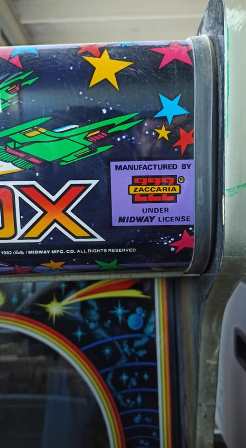 MANUFACTURED BY
ZACCARIA
UNDER
MIDWAY LICENSE
OX
MIDWAY MFG. CO. ALL RIGHTS RESERVED